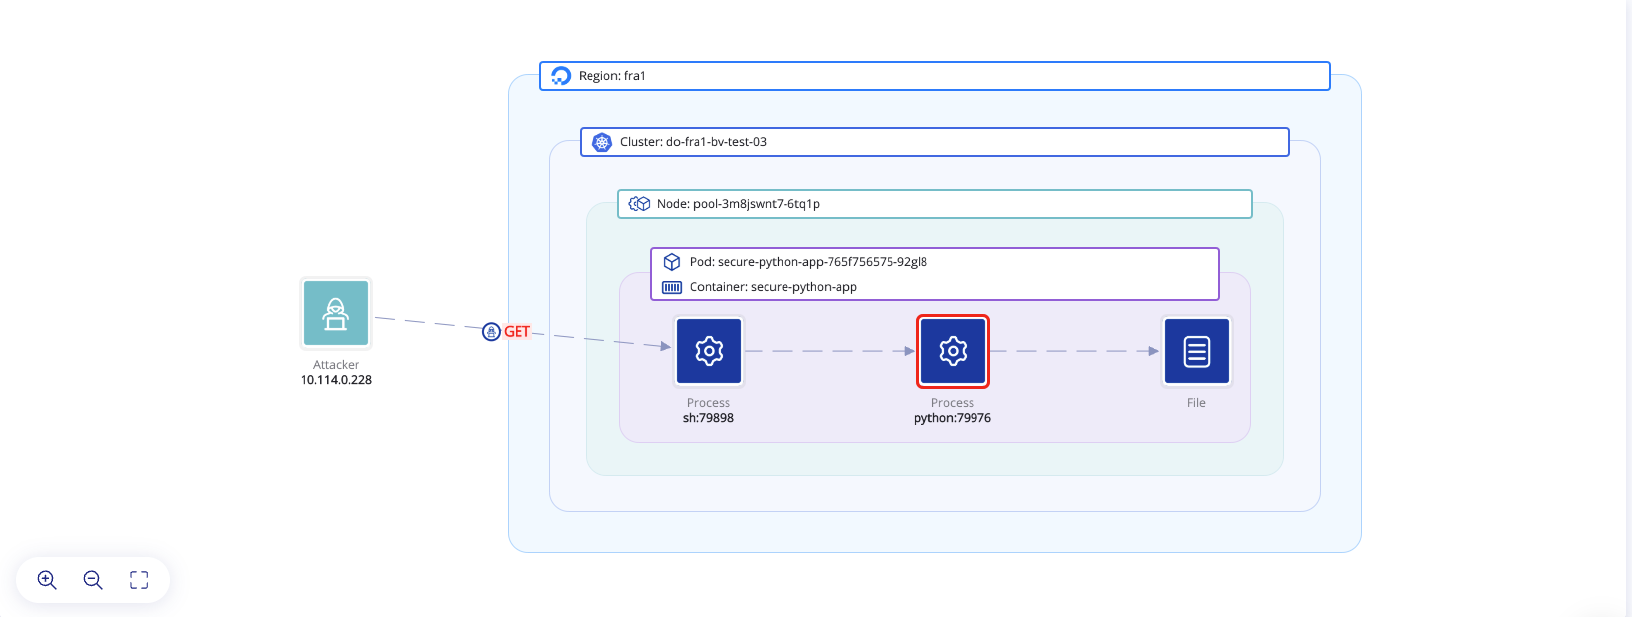 Region: fra1
Cluster: do-fra1-bv-test-03
Node: pool-3m8jswnt7-6tq1p
Pod: secure-python-app-765f756575-92gl8
Container: secure-python-app
GET
Attacker
10.114.0.228
Process
sh:79898
Process
python:79976
File